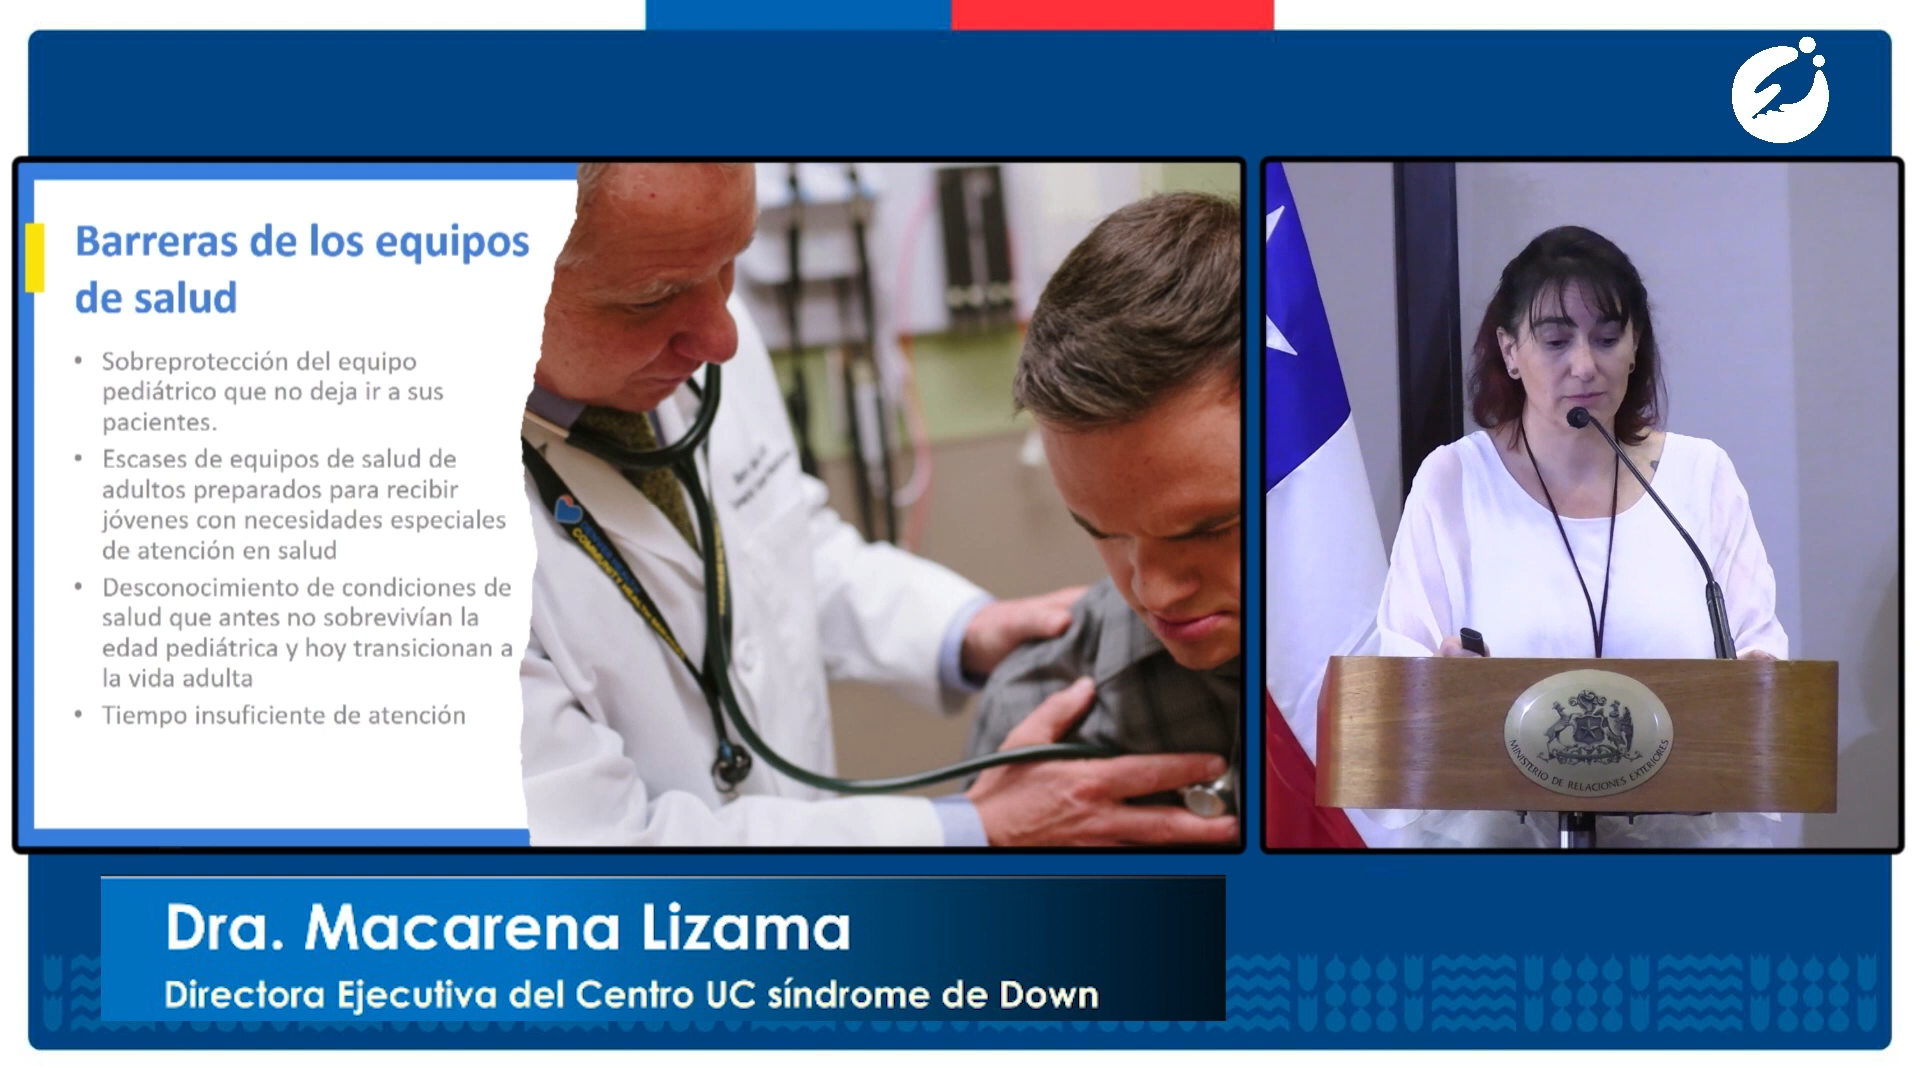 Barreras de los equipos
de salud
• Sobreprotección del equipo
pediátrico que no deja ir a sus
pacientes.
• Escases de equipos de salud de
adultos preparados para recibir
jóvenes con necesidades especiales
de atención en salud
• Desconocimiento de condiciones de
salud que antes no sobrevivían la
edad pediátrica y hoy transicionan a
la vida adulta
• Tiempo insuficiente de atención
MINISTERIO DE RELACIONES EXTERIORES
Dra. Macarena Lizama
Directora Ejecutiva del Centro UC síndrome de Down